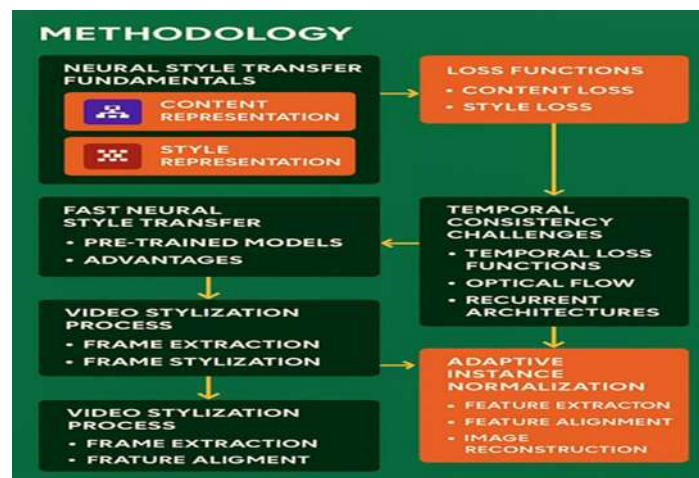 METHODOLOGY
NEURAL STYLE TRANSFER
FUNDAMENTALS
CONTENT
REPRESENTATION
STYLE
REPRESENTATION
LOSS FUNCTIONS
• CONTENT LOSS
• STYLE LOSS
FAST NEURAL
STYLE TRANSFER
• PRE-TRAINED MODELS
• ADVANTAGES
TEMPORAL
CONSISTENCY
CHALLENGES
• TEMPORAL LOSS
FUNCTIONS
• OPTICAL FLOW
• RECURRENT
ARCHITECTURES
VIDEO STYLIZATION
PROCESS
• FRAME EXTRACTION
• FRAME STYLIZATION
ADAPTIVE
INSTANCE
NORMALIZATION
• FEATURE EXTRACTON
• FEATURE ALIGNMENT
• IMAGE
RECONSTRUCTION
VIDEO STYLIZATION
PROCESS
• FRAME EXTRACTION
• FRATURE ALIGMENT